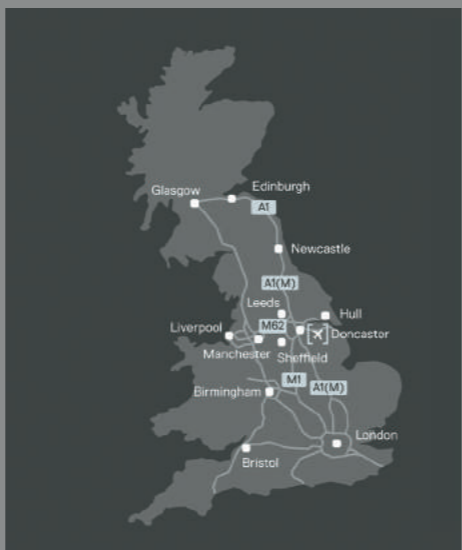 Glasgow
Edinburgh
A1
Newcastle
A1(M)
Leeds
Hull
M62
Liverpool
Doncaster
Manchester
Sheffield
M1
A1(M)
Birmingham
London
Bristol